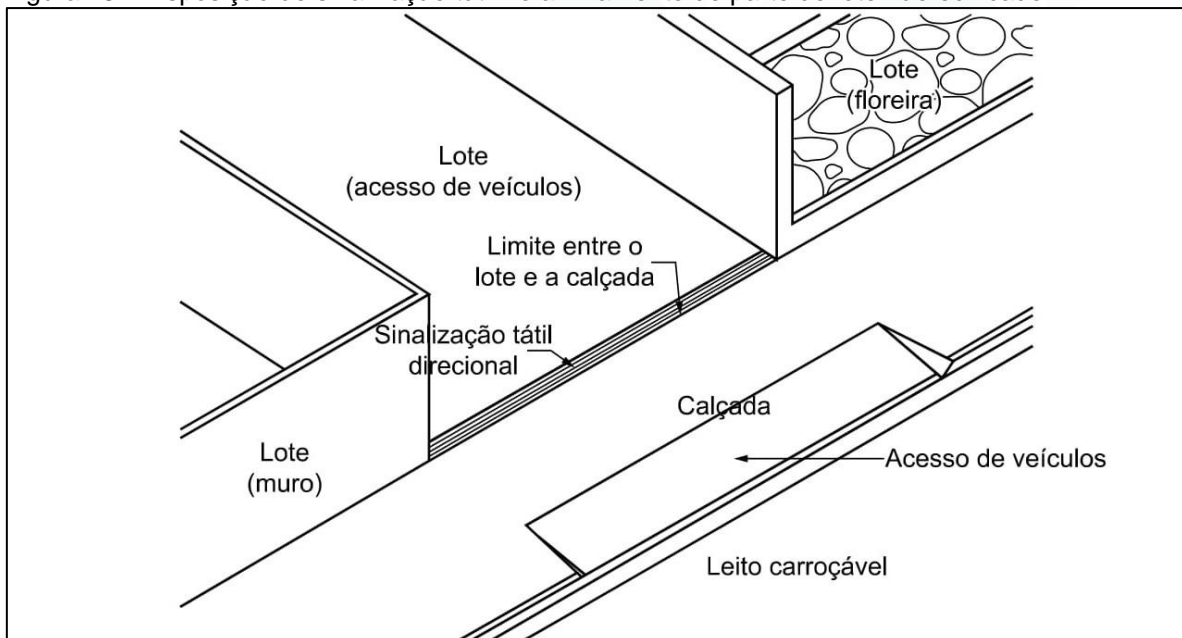 Lote
(floreira)
Lote
(acesso de veículos)
Limite entre o
lote e a calçada
Sinalização tátil
direcional
Calçada
Lote
(muro)
Acesso de veículos
Leito carroçável